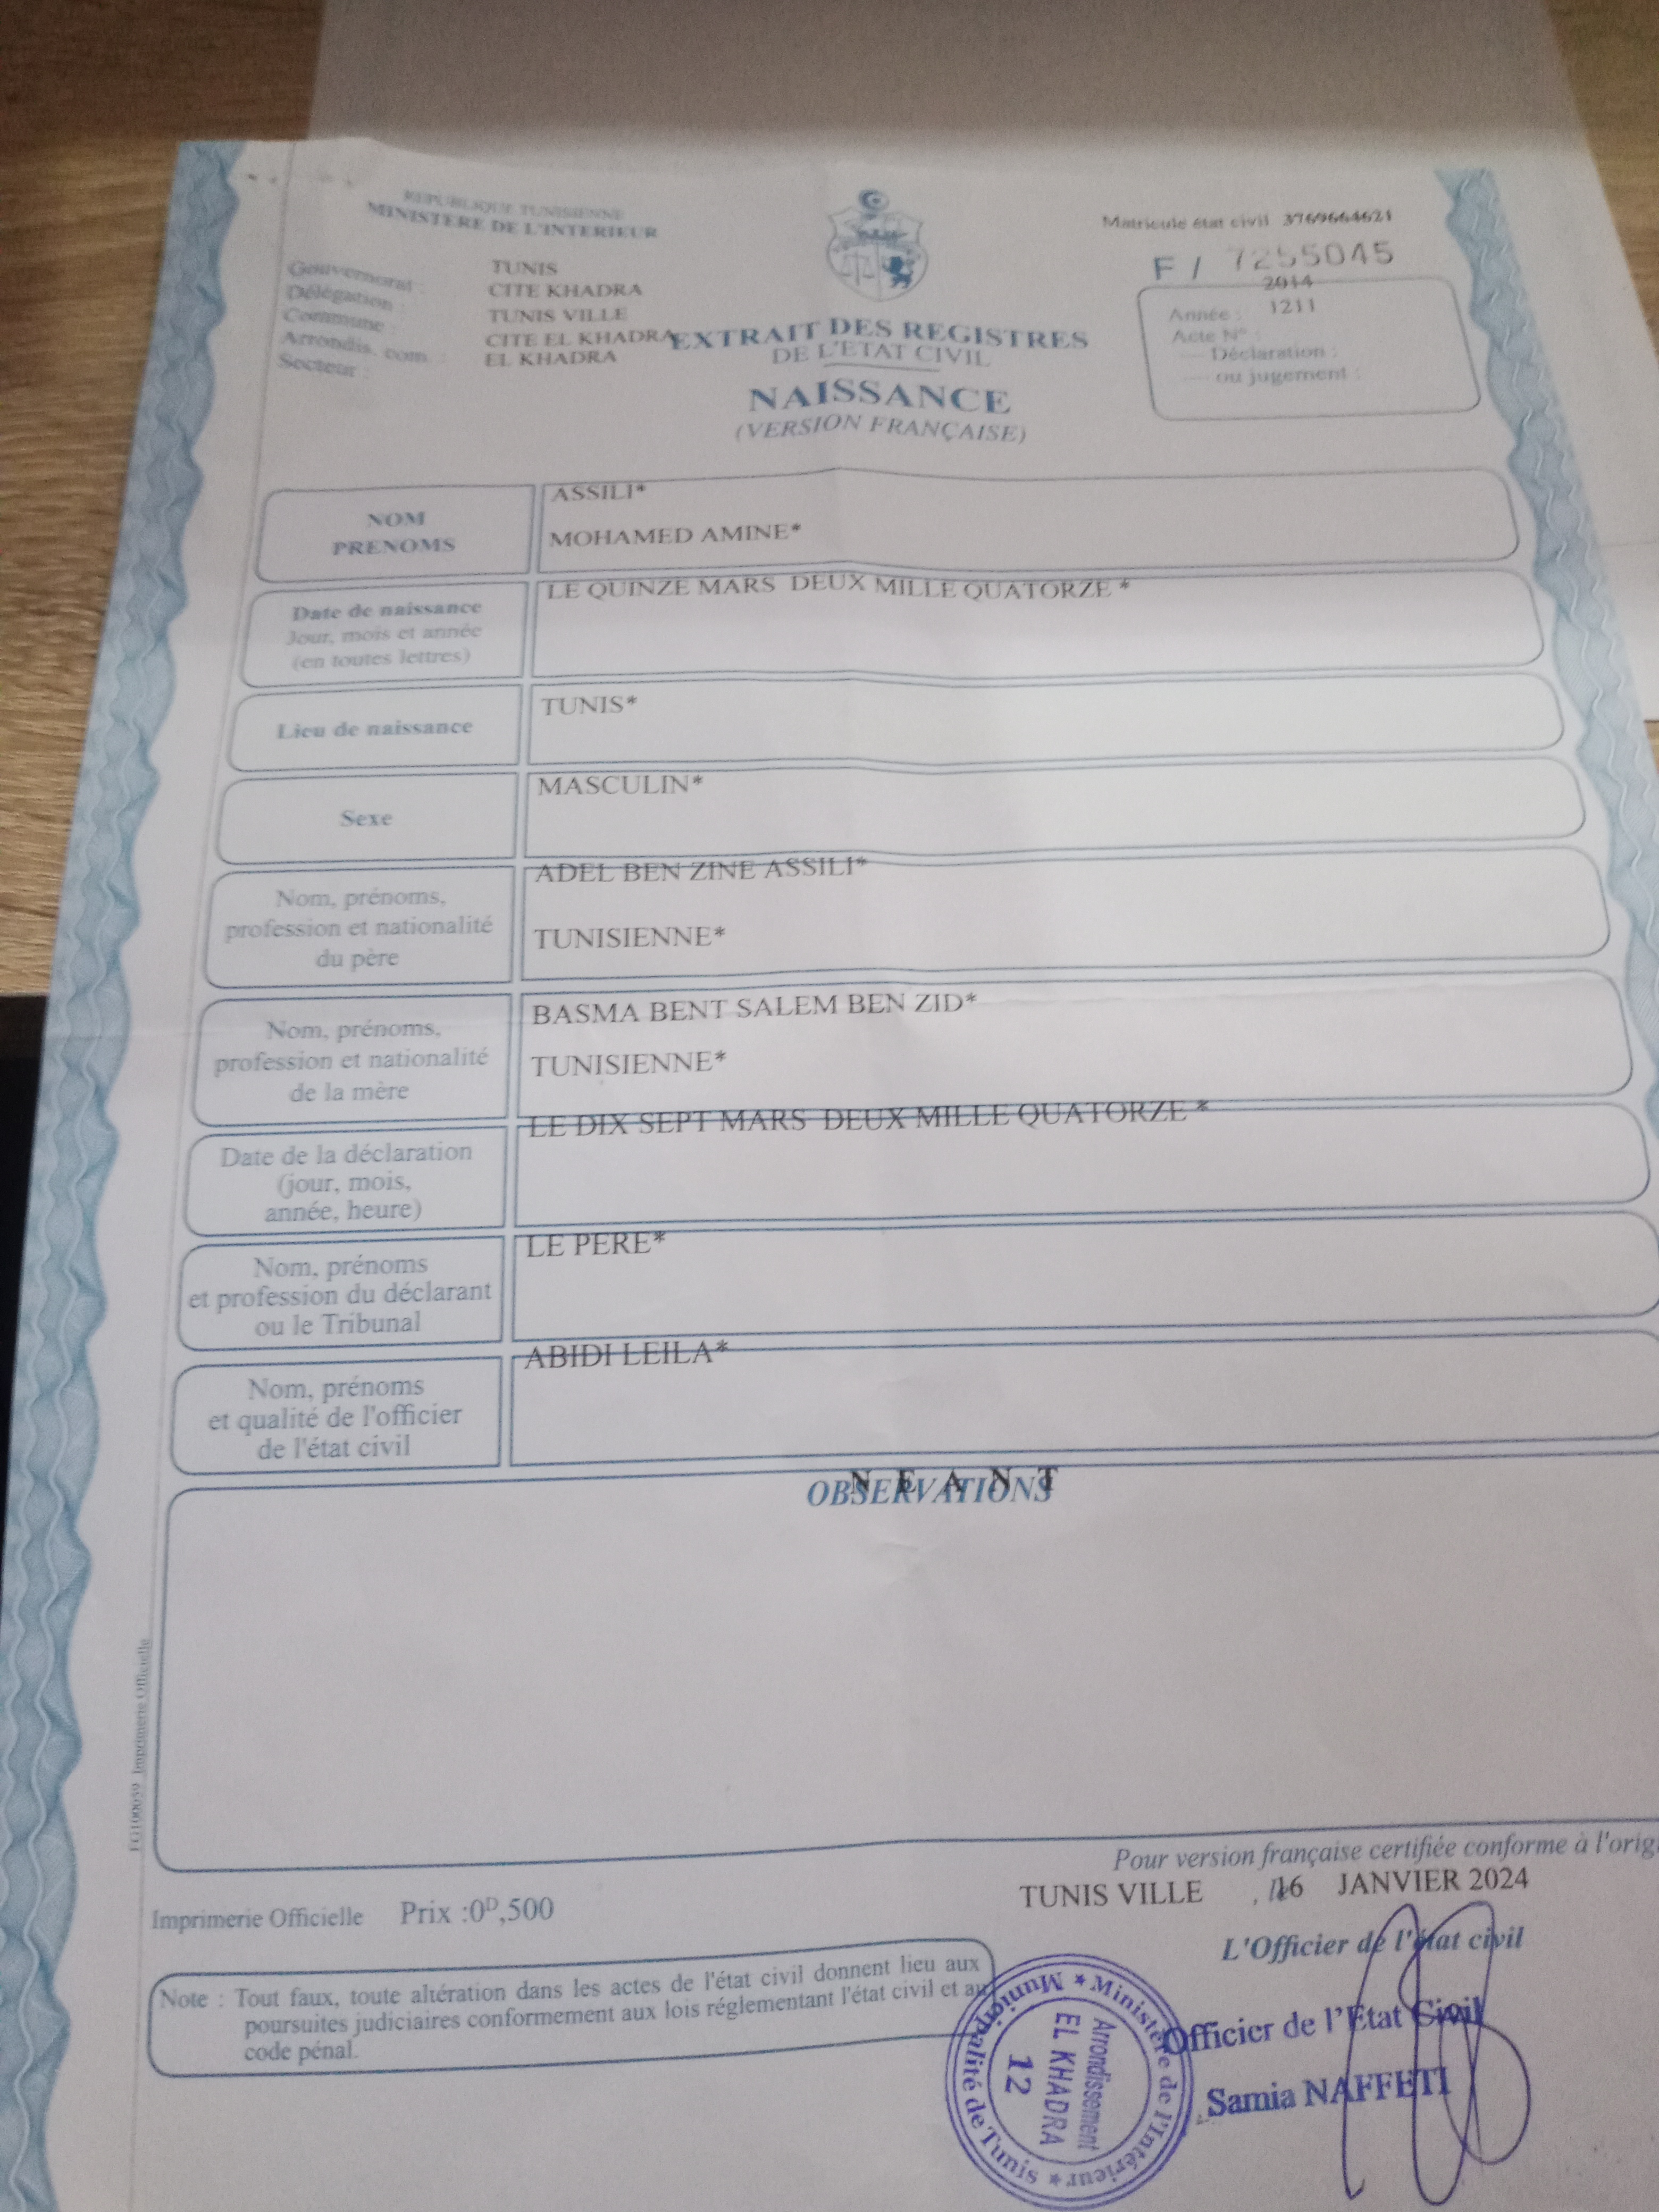 REPUBLIQUE TUNISIENNE
MINISTERE DE L'INTERIEUR
Matricule état civil 3769664621
F / 7255045
Gouvernorat : TUNIS
Délégation : CITE KHADRA
Commune : TUNIS VILLE
Arrondis. com. : CITE EL KHADRA
Secteur : EL KHADRA
2014
Année : 1211
Acte N° :
Déclaration :
ou jugement :
EXTRAIT DES REGISTRES
DE L'ETAT CIVIL
NAISSANCE
(VERSION FRANÇAISE)
NOM
PRENOMS
ASSILI*
MOHAMED AMINE*
Date de naissance
Jour, mois et année
(en toutes lettres)
LE QUINZE MARS DEUX MILLE QUATORZE *
Lieu de naissance
TUNIS*
Sexe
MASCULIN*
Nom, prénoms,
profession et nationalité
du père
ADEL BEN ZINE ASSILI*
TUNISIENNE*
Nom, prénoms,
profession et nationalité
de la mère
BASMA BENT SALEM BEN ZID*
TUNISIENNE*
Date de la déclaration
(jour, mois,
année, heure)
LE DIX SEPT MARS DEUX MILLE QUATORZE *
Nom, prénoms
et profession du déclarant
ou le Tribunal
LE PERE*
Nom, prénoms
et qualité de l'officier
de l'état civil
ABIDI LEILA*
OBSERVATIONS
N E A N T
Imprimerie Officielle
Pour version française certifiée conforme à l'orig
TUNIS VILLE , 16 JANVIER 2024
Imprimerie Officielle Prix :0ᴰ,500
L'Officier de l'état civil
Note : Tout faux, toute altération dans les actes de l'état civil donnent lieu aux
poursuites judiciaires conformement aux lois réglementant l'état civil et au
code pénal.
Ministère de l'Intérieur * Municipalité de Tunis *
Arrondissement
EL KHADRA
12
Officier de l'Etat Civil
Samia NAFFETI